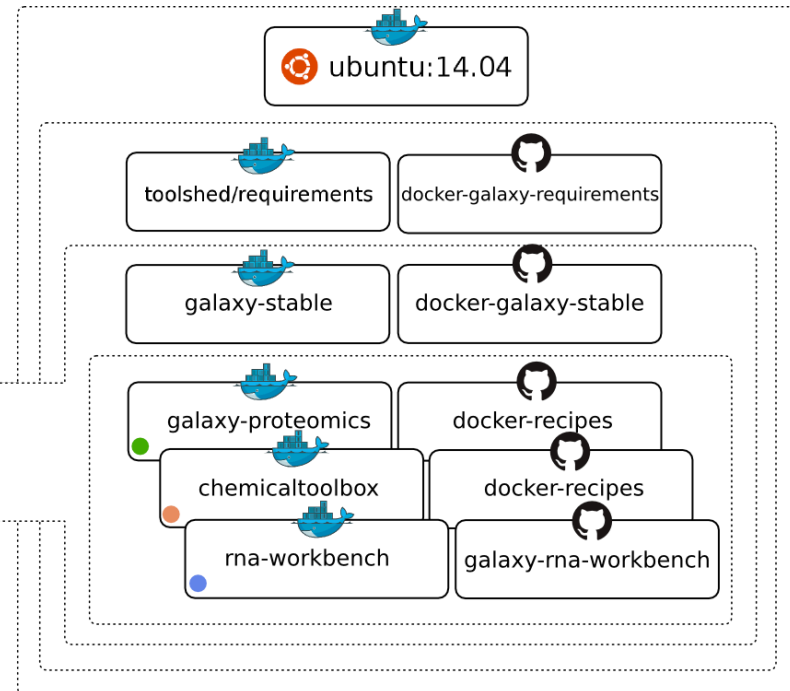 ubuntu:14.04
toolshed/requirements
docker-galaxy-requirements
galaxy-stable
docker-galaxy-stable
galaxy-proteomics
docker-recipes
chemicaltoolbox
docker-recipes
rna-workbench
galaxy-rna-workbench